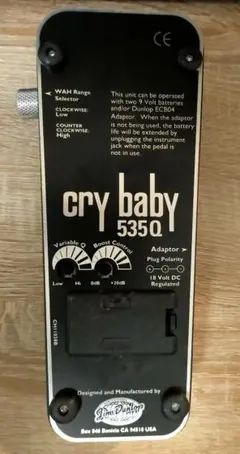 WAH Range
Selector
CLOCKWISE:
Low
COUNTER
CLOCKWISE:
High
This unit can be operated
with two 9 Volt batteries
and/or Dunlop ECB04
Adaptor. When the adaptor
is not being used, the battery
life will be extended by
unplugging the instrument
jack when the pedal is
not in use.
CE
cry baby
535Q
Variable Q
Lo
Hi
Boost Control
0dB
+20dB
Adaptor
Plug Polarity
18 Volt DC
Regulated
Designed and Manufactured by
Jim Dunlop
Box 846 Benicia CA 94510 USA